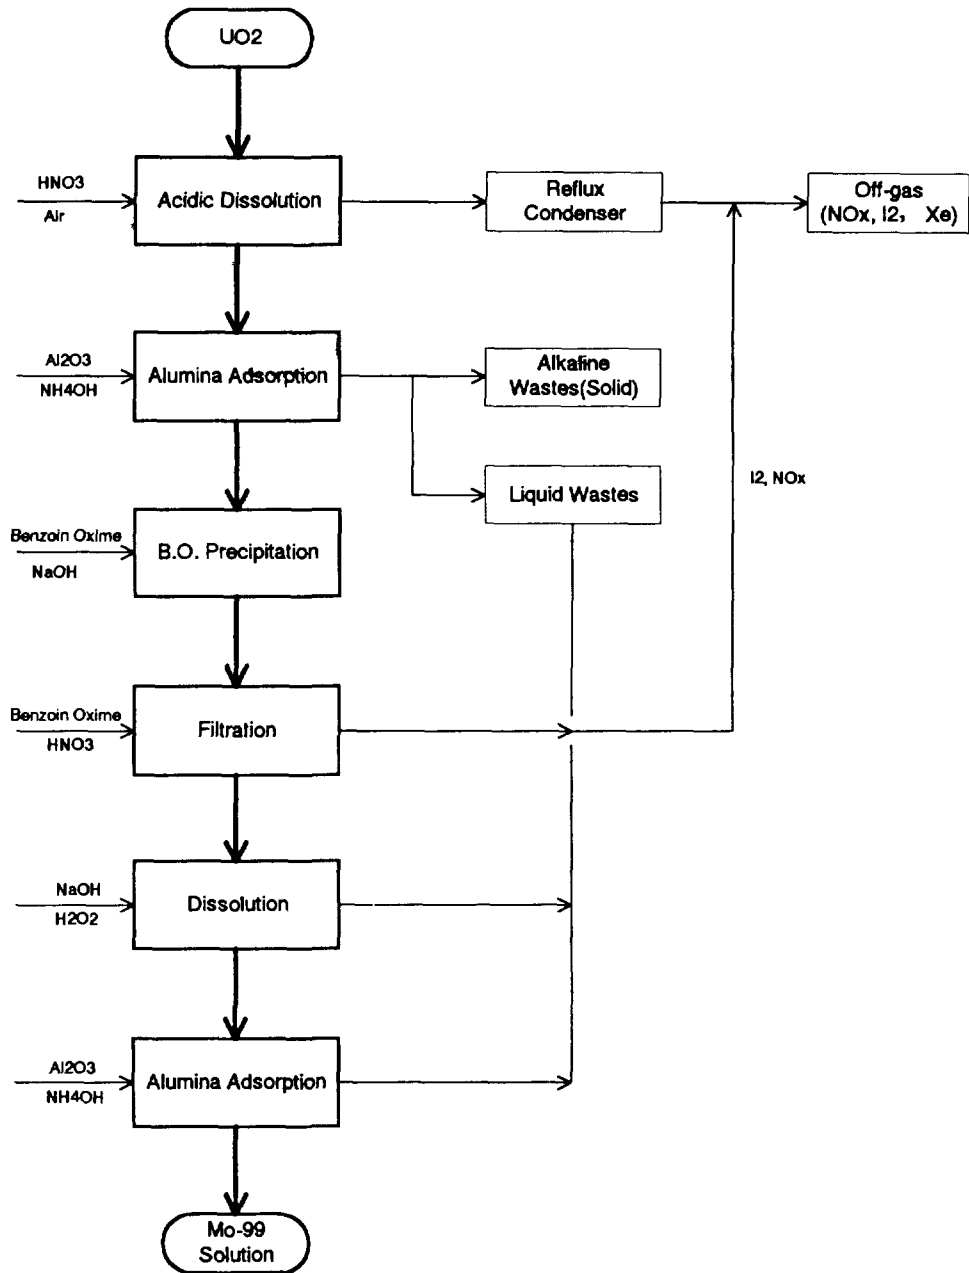 UO2
HNO3
Air
Acidic Dissolution
Reflux
Condenser
Off-gas
(NOx, I2, Xe)
Al2O3
NH4OH
Alumina Adsorption
Alkaline
Wastes(Solid)
Liquid Wastes
I2, NOx
Benzoin Oxime
NaOH
B.O. Precipitation
Benzoin Oxime
HNO3
Filtration
NaOH
H2O2
Dissolution
Al2O3
NH4OH
Alumina Adsorption
Mo-99
Solution